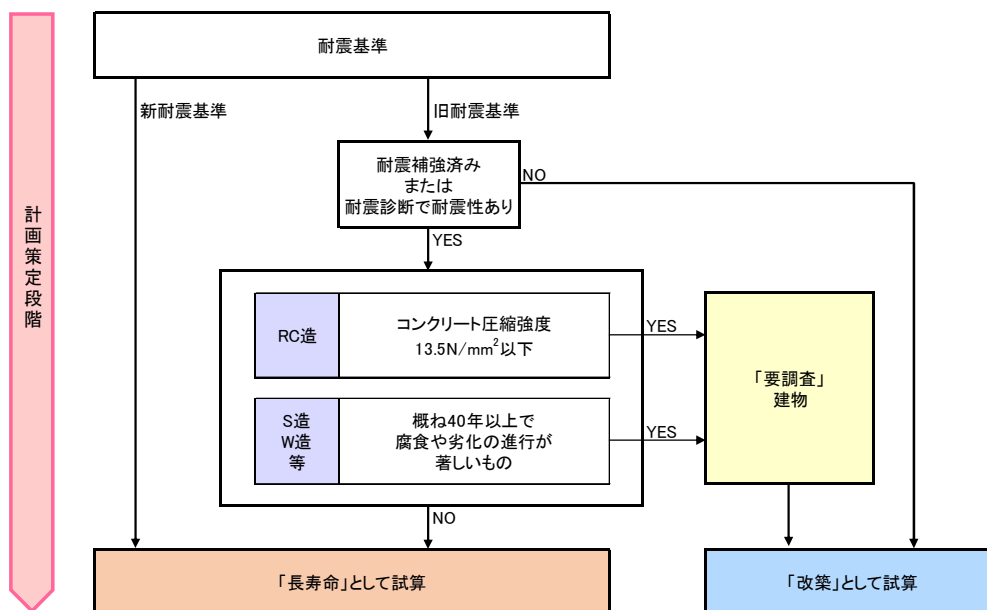 計画策定段階
耐震基準
新耐震基準
旧耐震基準
耐震補強済み
または
耐震診断で耐震性あり
NO
YES
RC造
コンクリート圧縮強度
13.5N/mm²以下
YES
S造
W造
等
概ね40年以上で
腐食や劣化の進行が
著しいもの
YES
「要調査」
建物
NO
「長寿命」として試算
「改築」として試算